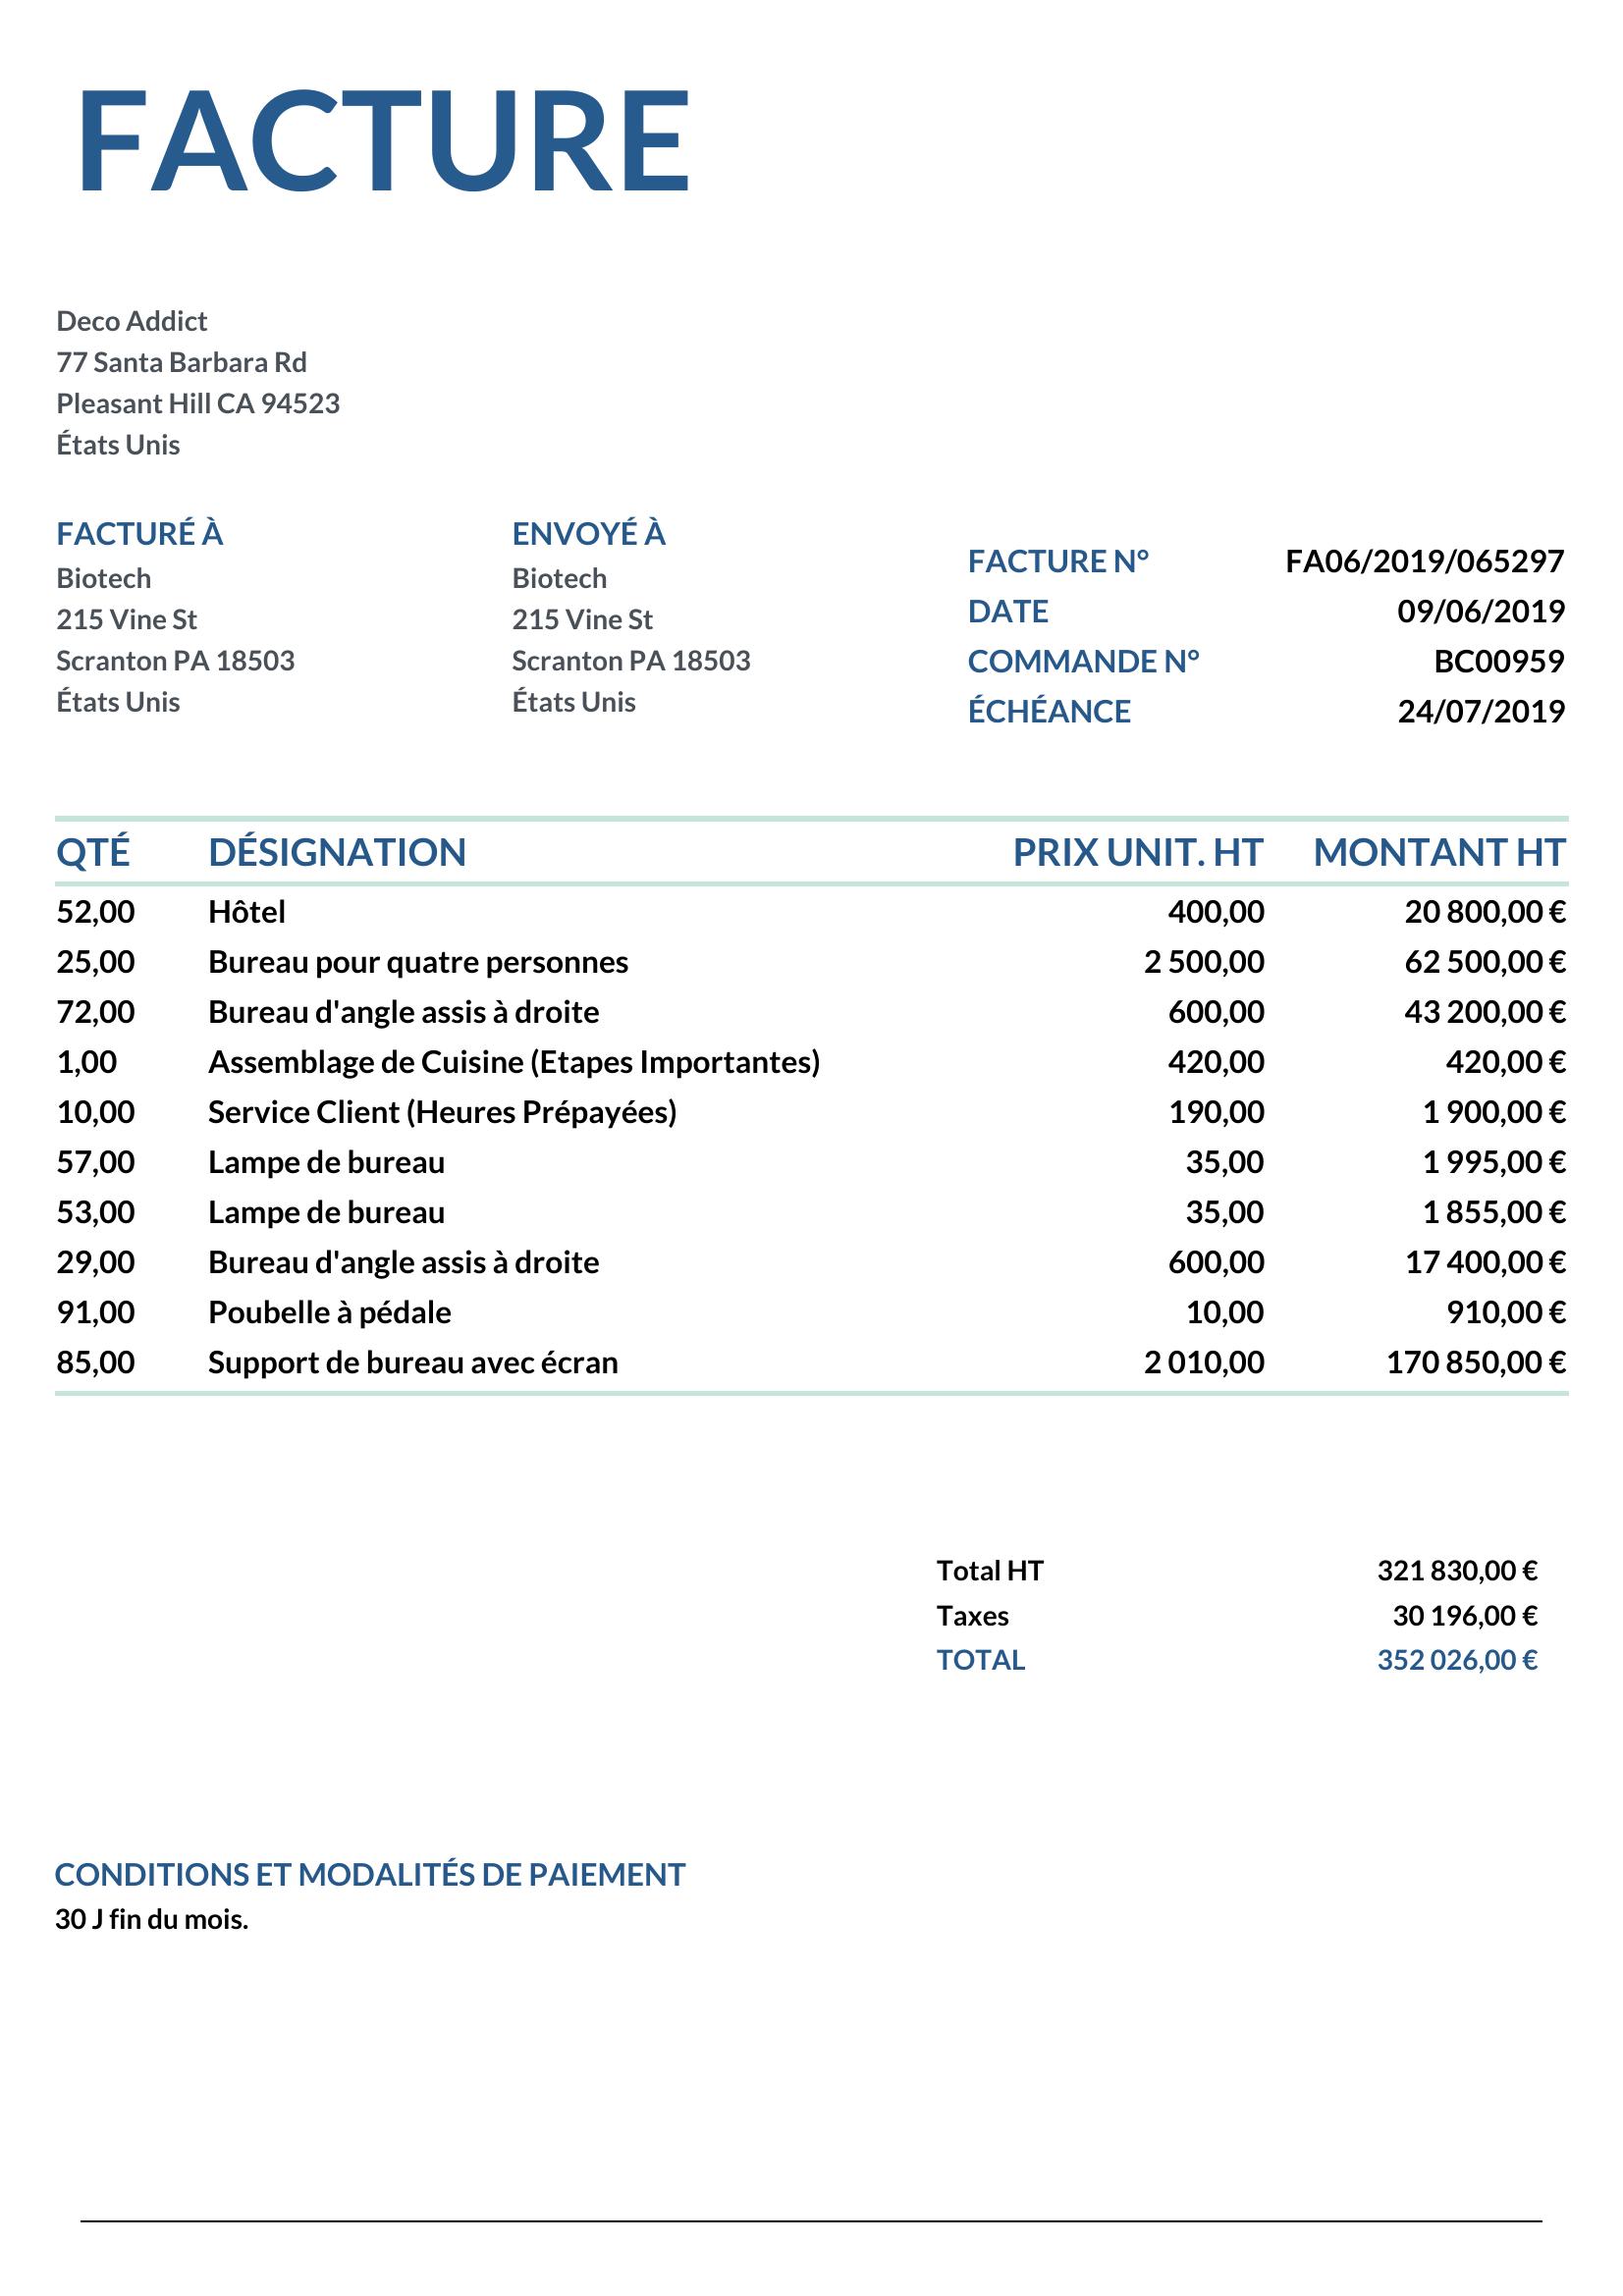 FACTURE
Deco Addict
77 Santa Barbara Rd
Pleasant Hill CA 94523
États Unis
FACTURÉ À
Biotech
215 Vine St
Scranton PA 18503
États Unis
ENVOYÉ À
Biotech
215 Vine St
Scranton PA 18503
États Unis
FACTURE N° FA06/2019/065297
DATE 09/06/2019
COMMANDE N° BC00959
ÉCHÉANCE 24/07/2019
QTÉ DÉSIGNATION PRIX UNIT. HT MONTANT HT
52,00 Hôtel 400,00 20 800,00 €
25,00 Bureau pour quatre personnes 2 500,00 62 500,00 €
72,00 Bureau d'angle assis à droite 600,00 43 200,00 €
1,00 Assemblage de Cuisine (Etapes Importantes) 420,00 420,00 €
10,00 Service Client (Heures Prépayées) 190,00 1 900,00 €
57,00 Lampe de bureau 35,00 1 995,00 €
53,00 Lampe de bureau 35,00 1 855,00 €
29,00 Bureau d'angle assis à droite 600,00 17 400,00 €
91,00 Poubelle à pédale 10,00 910,00 €
85,00 Support de bureau avec écran 2 010,00 170 850,00 €
Total HT 321 830,00 €
Taxes 30 196,00 €
TOTAL 352 026,00 €
CONDITIONS ET MODALITÉS DE PAIEMENT
30 J fin du mois.